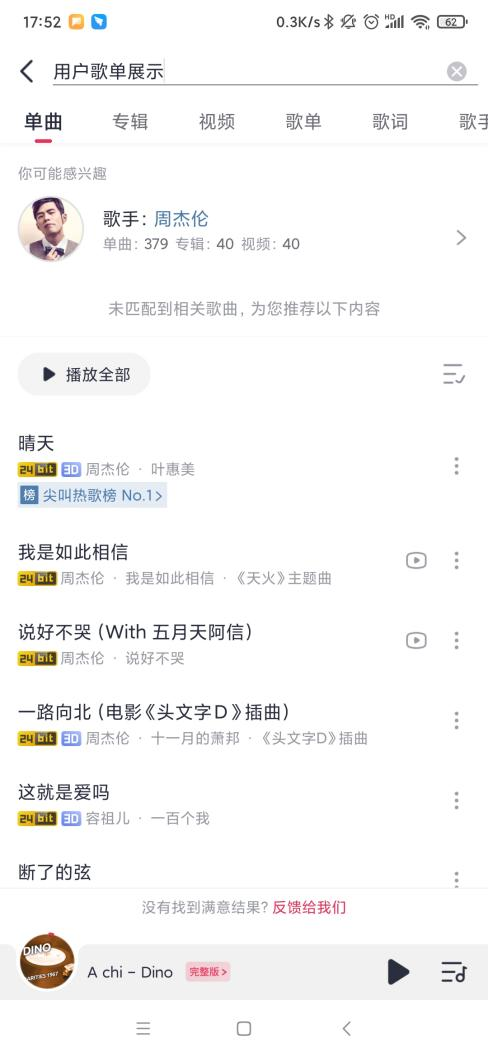 17:52 0.3K/s HD 62
用户歌单展示
单曲 专辑 视频 歌单 歌词 歌手
你可能感兴趣
歌手：周杰伦
单曲：379 专辑：40 视频：40
未匹配到相关歌曲，为您推荐以下内容
播放全部
晴天
24bit 3D 周杰伦 · 叶惠美
榜 尖叫热歌榜 No.1>
我是如此相信
24bit 周杰伦 · 我是如此相信 · 《天火》主题曲
说好不哭（With 五月天阿信）
24bit 周杰伦 · 说好不哭
一路向北（电影《头文字D》插曲）
24bit 3D 周杰伦 · 十一月的萧邦 · 《头文字D》插曲
这就是爱吗
24bit 3D 容祖儿 · 一百个我
断了的弦
没有找到满意结果？反馈给我们
DINO
RARITIES 1967
A chi – Dino 完整版>